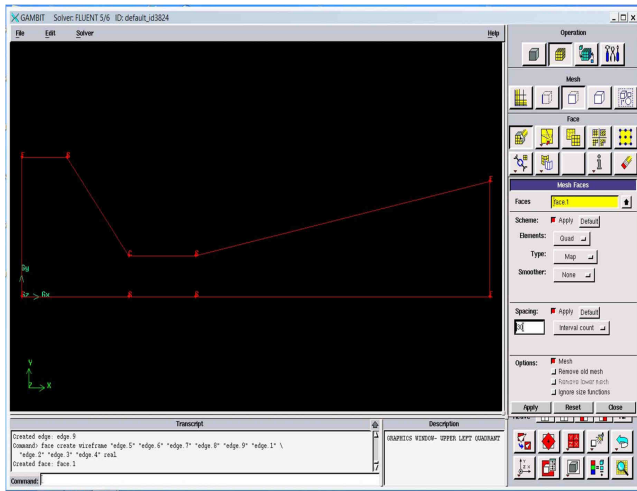 GAMBIT Solver: FLUENT 5/6 ID: default_id3824
File Edit Solver Help
Operation
Mesh
Face
Mesh Faces
Faces face.1
Scheme: Apply Default
Elements: Quad
Type: Map
Smoother: None
Spacing: Apply Default
Interval count
Options: Mesh
Remove old mesh
Remove lower mesh
Ignore size functions
Apply Reset Close
Gy
Gz Gx
Y
Z X
Transcript
Created edge: edge.9
Command> face create wireframe "edge.5" "edge.6" "edge.7" "edge.8" "edge.9" "edge.1" \
"edge.2" "edge.3" "edge.4" real
Created face: face.1
Command:
Description
GRAPHICS WINDOW- UPPER LEFT QUADRANT